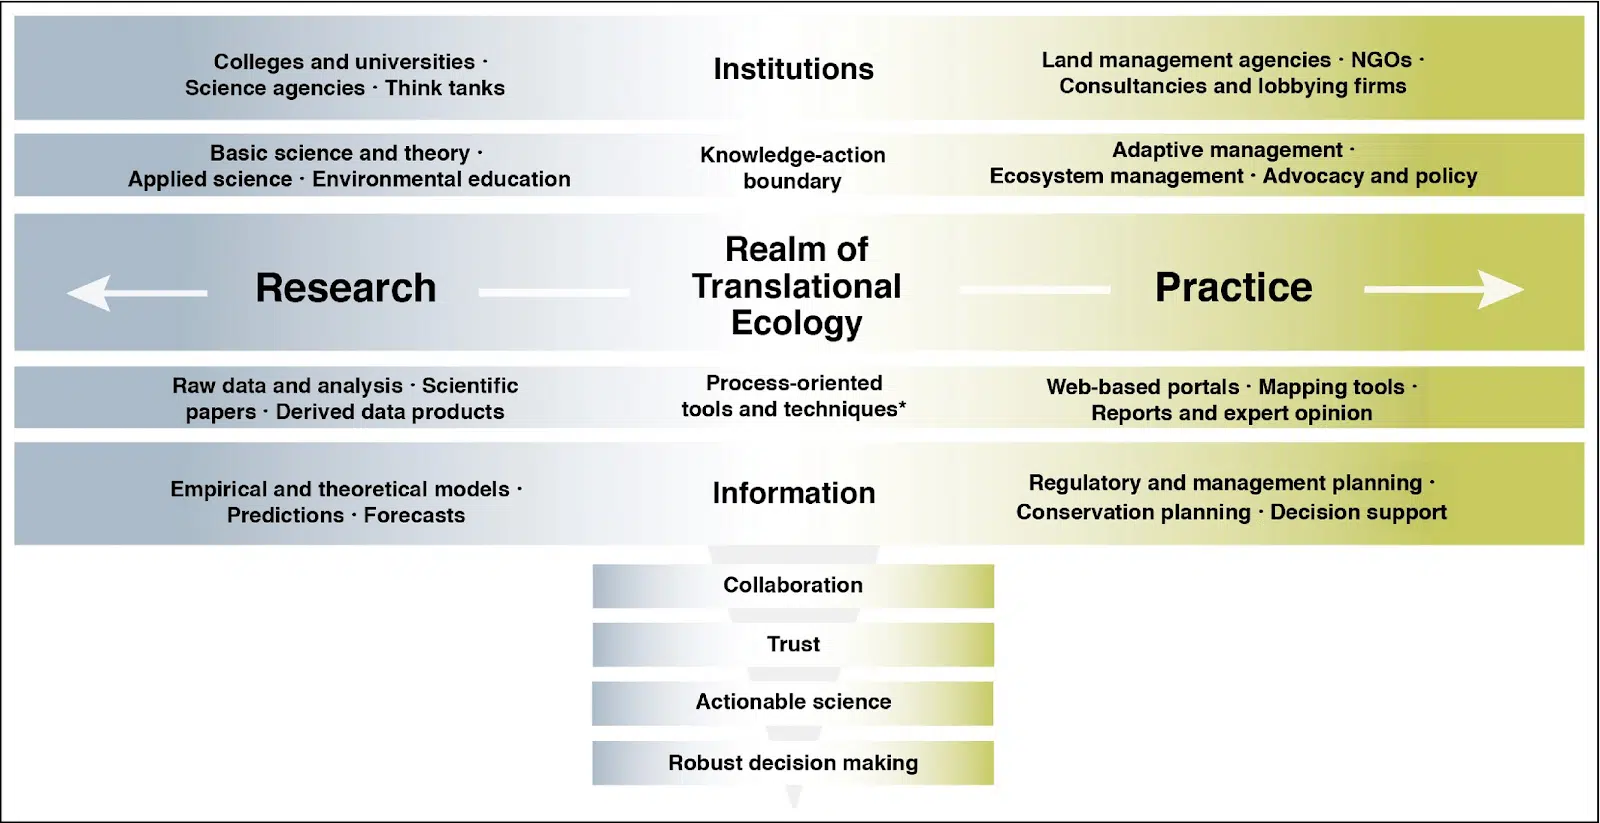 Colleges and universities ·
Science agencies · Think tanks
Institutions
Land management agencies · NGOs ·
Consultancies and lobbying firms
Basic science and theory ·
Applied science · Environmental education
Knowledge-action
boundary
Adaptive management ·
Ecosystem management · Advocacy and policy
Research
Realm of
Translational
Ecology
Practice
Raw data and analysis · Scientific
papers · Derived data products
Process-oriented
tools and techniques*
Web-based portals · Mapping tools ·
Reports and expert opinion
Empirical and theoretical models ·
Predictions · Forecasts
Information
Regulatory and management planning ·
Conservation planning · Decision support
Collaboration
Trust
Actionable science
Robust decision making